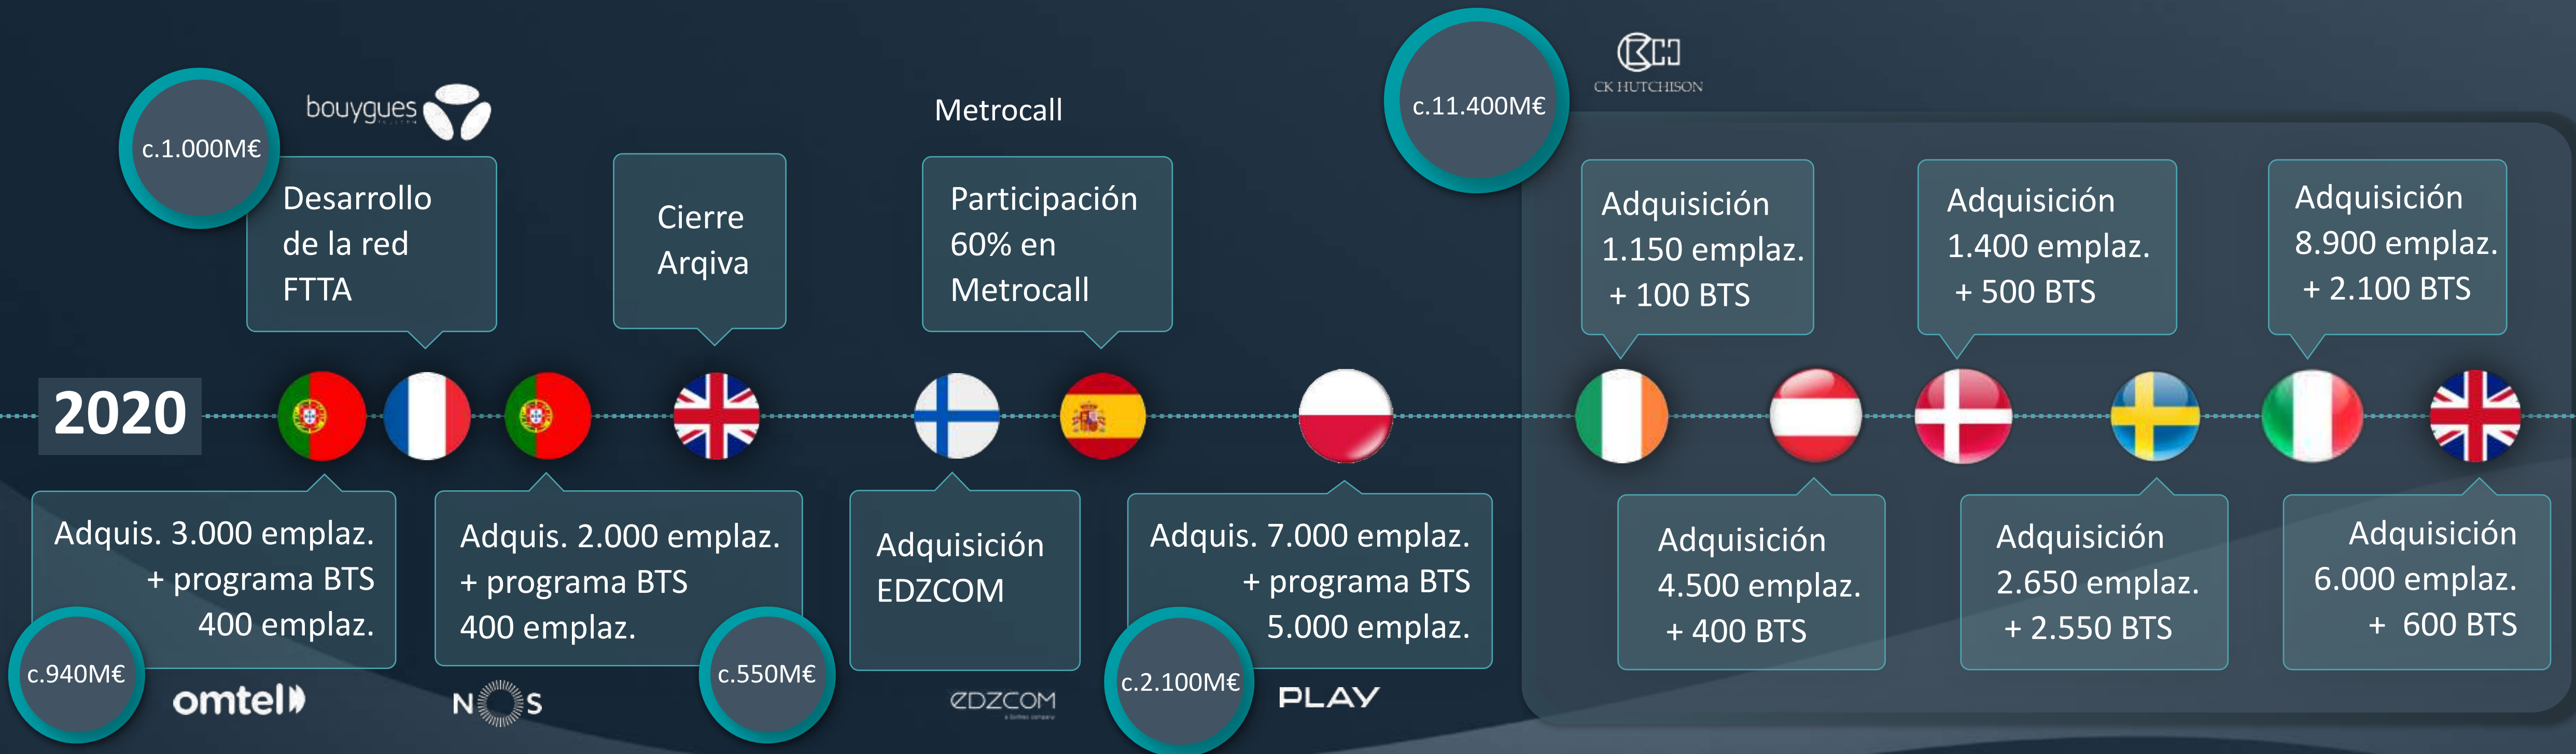 2020
c.1.000M€
bouygues
TELECOM
Desarrollo
de la red
FTTA
Cierre
Arqiva
Metrocall
Participación
60% en
Metrocall
c.11.400M€
CK HUTCHISON
Adquisición
1.150 emplaz.
+ 100 BTS
Adquisición
1.400 emplaz.
+ 500 BTS
Adquisición
8.900 emplaz.
+ 2.100 BTS
Adquis. 3.000 emplaz.
+ programa BTS
400 emplaz.
c.940M€
omtel
Adquis. 2.000 emplaz.
+ programa BTS
400 emplaz.
c.550M€
NOS
Adquisición
EDZCOM
EDZCOM
Adquis. 7.000 emplaz.
+ programa BTS
5.000 emplaz.
c.2.100M€
PLAY
Adquisición
4.500 emplaz.
+ 400 BTS
Adquisición
2.650 emplaz.
+ 2.550 BTS
Adquisición
6.000 emplaz.
+ 600 BTS